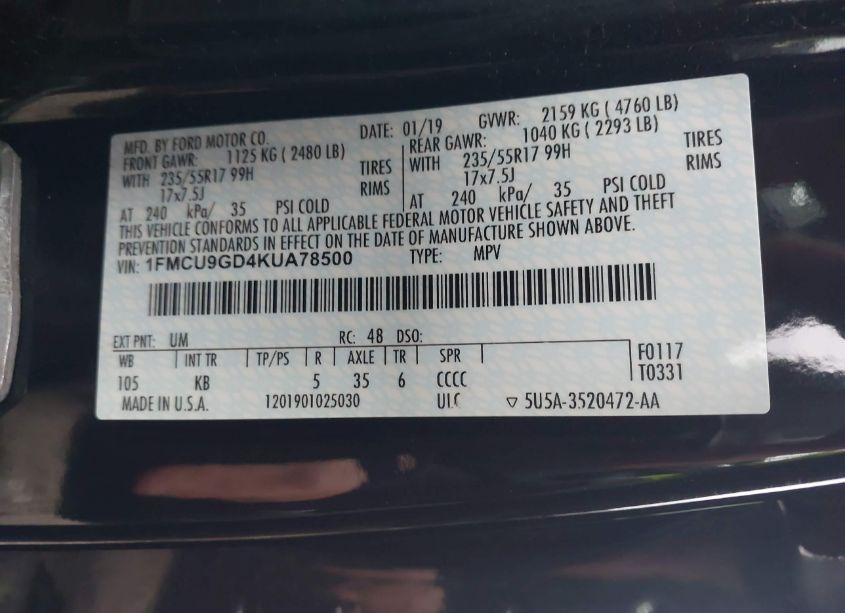 MFD. BY FORD MOTOR CO. DATE: 01/19 GVWR: 2159 KG ( 4760 LB)
FRONT GAWR: 1125 KG ( 2480 LB) REAR GAWR: 1040 KG ( 2293 LB)
WITH 235/55R17 99H TIRES WITH 235/55R17 99H TIRES
17x7.5J RIMS 17x7.5J RIMS
AT 240 kPa/ 35 PSI COLD AT 240 kPa/ 35 PSI COLD
THIS VEHICLE CONFORMS TO ALL APPLICABLE FEDERAL MOTOR VEHICLE SAFETY AND THEFT
PREVENTION STANDARDS IN EFFECT ON THE DATE OF MANUFACTURE SHOWN ABOVE.
VIN: 1FMCU9GD4KUA78500 TYPE: MPV
EXT PNT: UM RC: 48 DSO:
WB INT TR TP/PS R AXLE TR SPR F0117
105 KB 5 35 6 CCCC T0331
MADE IN U.S.A. 1201901025030 ▽ 5U5A-3520472-AA